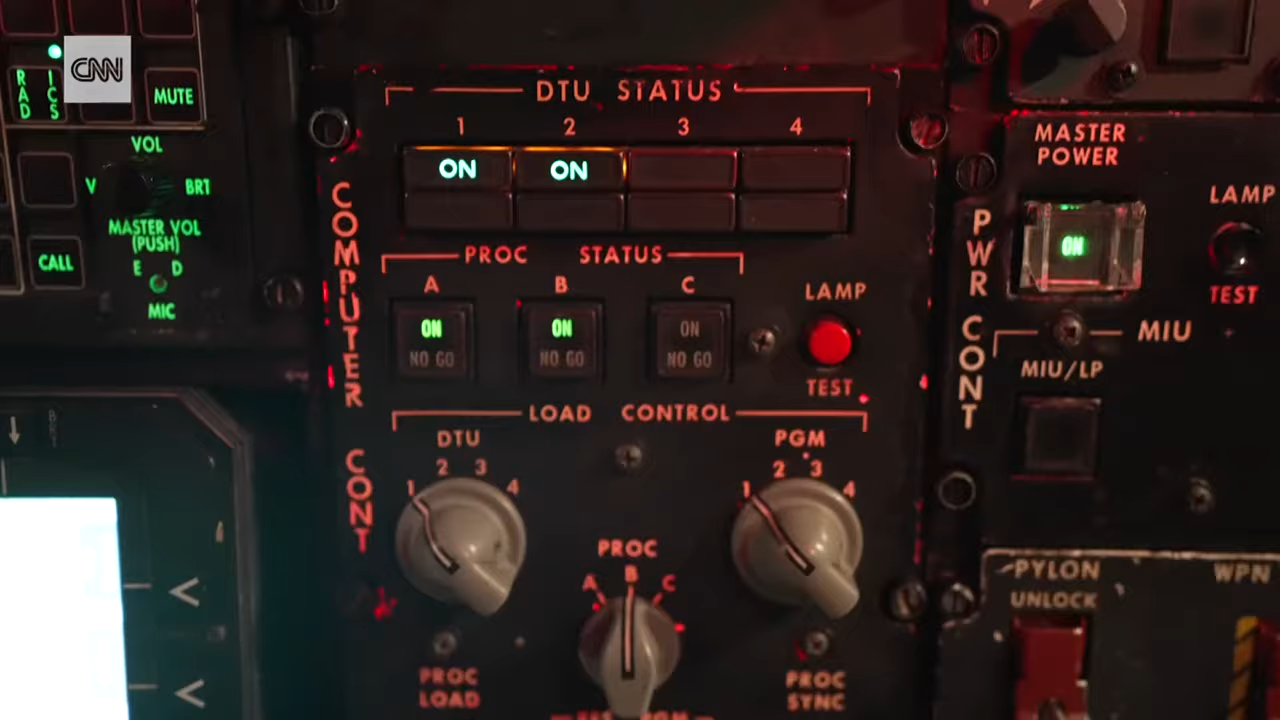 CNN
RAD
ICS
MUTE
VOL
V
BRT
MASTER VOL
(PUSH)
CALL
E D
MIC
DTU STATUS
1 2 3 4
ON ON
COMPUTER CONT
PROC STATUS
A B C
ON ON ON
NO GO NO GO NO GO
LAMP
TEST
LOAD CONTROL
DTU
1 2 3 4
PGM
1 2 3 4
PROC
A B C
PROC
LOAD
PROC
SYNC
MASTER
POWER
ON
LAMP
TEST
PWR CONT
MIU
MIU/LP
PYLON
UNLOCK
WPN
<
<